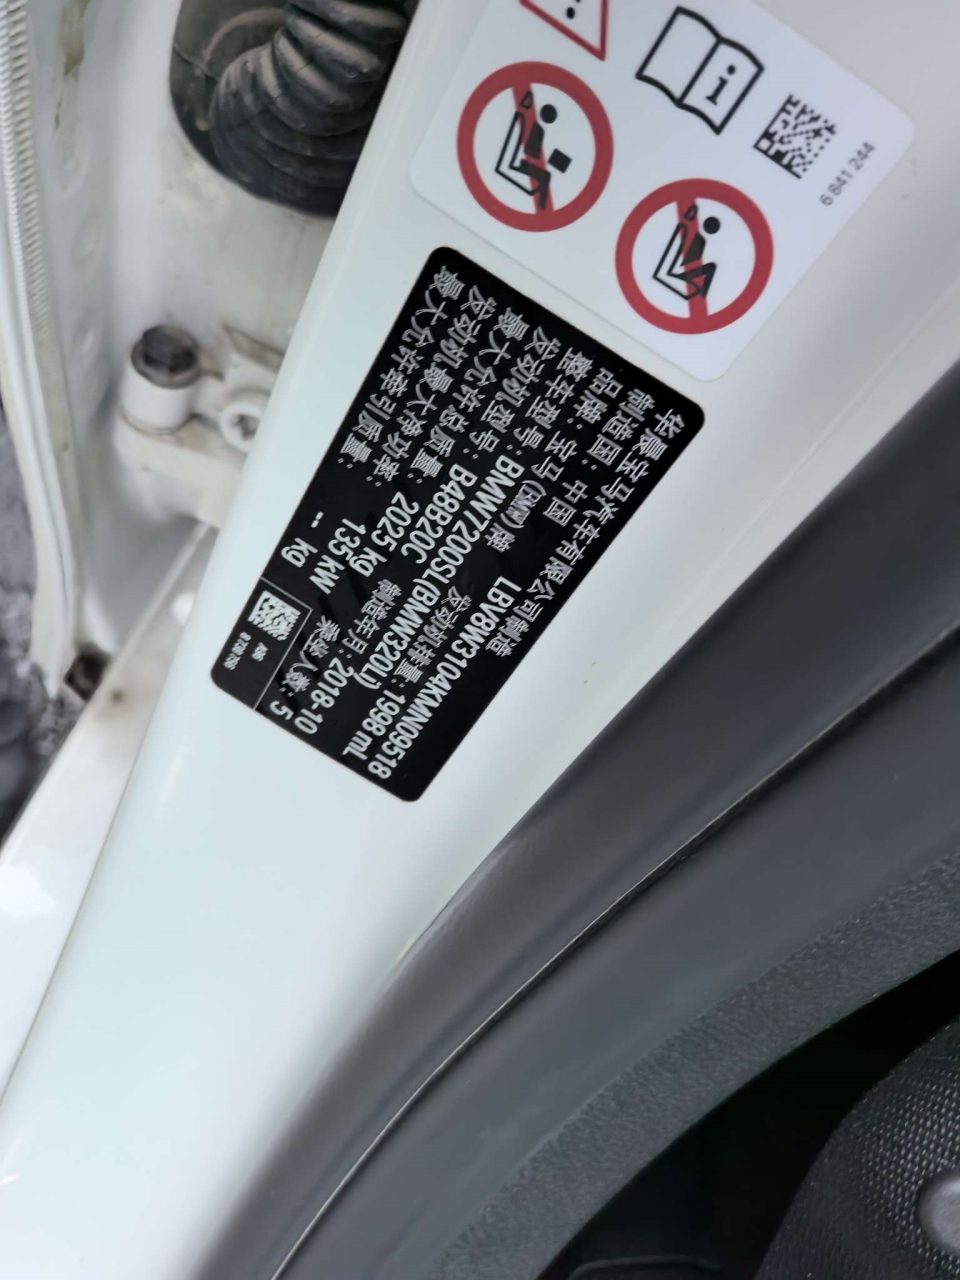 6 841 244
华晨宝马汽车有限公司制造
制造国：中国 LBV8W3104KMN09518
品牌：宝马(BMW)牌
整车型号：BMW7200SL(BMW320Li)
发动机型号：B48B20C 发动机排量：1998 mL
最大允许总质量：2025 kg 制造年月：2018-10
发动机最大净功率：135 kW 乘坐人数：5
最大允许牵引质量：-- kg